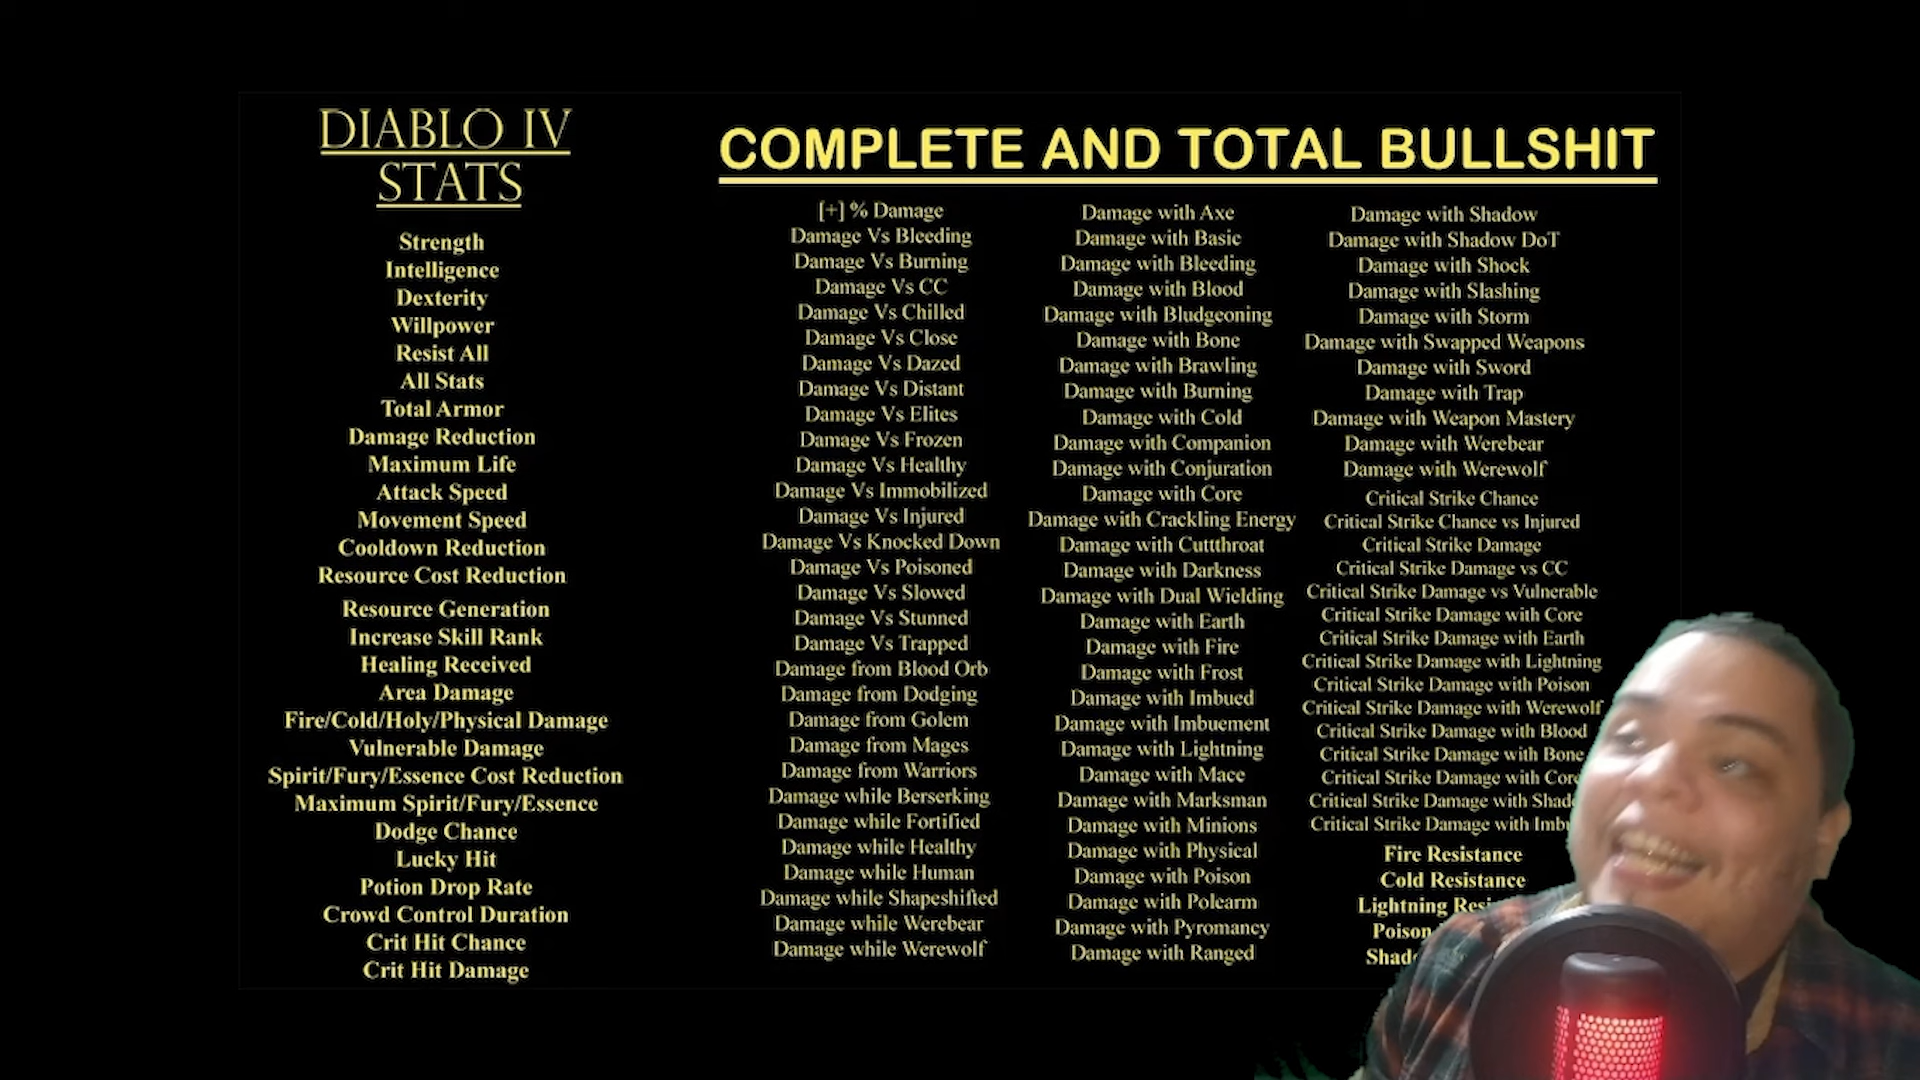 DIABLO IV
STATS
Strength
Intelligence
Dexterity
Willpower
Resist All
All Stats
Total Armor
Damage Reduction
Maximum Life
Attack Speed
Movement Speed
Cooldown Reduction
Resource Cost Reduction
Resource Generation
Increase Skill Rank
Healing Received
Area Damage
Fire/Cold/Holy/Physical Damage
Vulnerable Damage
Spirit/Fury/Essence Cost Reduction
Maximum Spirit/Fury/Essence
Dodge Chance
Lucky Hit
Potion Drop Rate
Crowd Control Duration
Crit Hit Chance
Crit Hit Damage
COMPLETE AND TOTAL BULLSHIT
[+] % Damage
Damage Vs Bleeding
Damage Vs Burning
Damage Vs CC
Damage Vs Chilled
Damage Vs Close
Damage Vs Dazed
Damage Vs Distant
Damage Vs Elites
Damage Vs Frozen
Damage Vs Healthy
Damage Vs Immobilized
Damage Vs Injured
Damage Vs Knocked Down
Damage Vs Poisoned
Damage Vs Slowed
Damage Vs Stunned
Damage Vs Trapped
Damage from Blood Orb
Damage from Dodging
Damage from Golem
Damage from Mages
Damage from Warriors
Damage while Berserking
Damage while Fortified
Damage while Healthy
Damage while Human
Damage while Shapeshifted
Damage while Werebear
Damage while Werewolf
Damage with Axe
Damage with Basic
Damage with Bleeding
Damage with Blood
Damage with Bludgeoning
Damage with Bone
Damage with Brawling
Damage with Burning
Damage with Cold
Damage with Companion
Damage with Conjuration
Damage with Core
Damage with Crackling Energy
Damage with Cuttthroat
Damage with Darkness
Damage with Dual Wielding
Damage with Earth
Damage with Fire
Damage with Frost
Damage with Imbued
Damage with Imbuement
Damage with Lightning
Damage with Mace
Damage with Marksman
Damage with Minions
Damage with Physical
Damage with Poison
Damage with Polearm
Damage with Pyromancy
Damage with Ranged
Damage with Shadow
Damage with Shadow DoT
Damage with Shock
Damage with Slashing
Damage with Storm
Damage with Swapped Weapons
Damage with Sword
Damage with Trap
Damage with Weapon Mastery
Damage with Werebear
Damage with Werewolf
Critical Strike Chance
Critical Strike Chance vs Injured
Critical Strike Damage
Critical Strike Damage vs CC
Critical Strike Damage vs Vulnerable
Critical Strike Damage with Core
Critical Strike Damage with Earth
Critical Strike Damage with Lightning
Critical Strike Damage with Poison
Critical Strike Damage with Werewolf
Critical Strike Damage with Blood
Critical Strike Damage with Bone
Critical Strike Damage with Core
Critical Strike Damage with
Critical Strike Damage with
Fire Resistance
Cold Resistance
Lightning
Poison